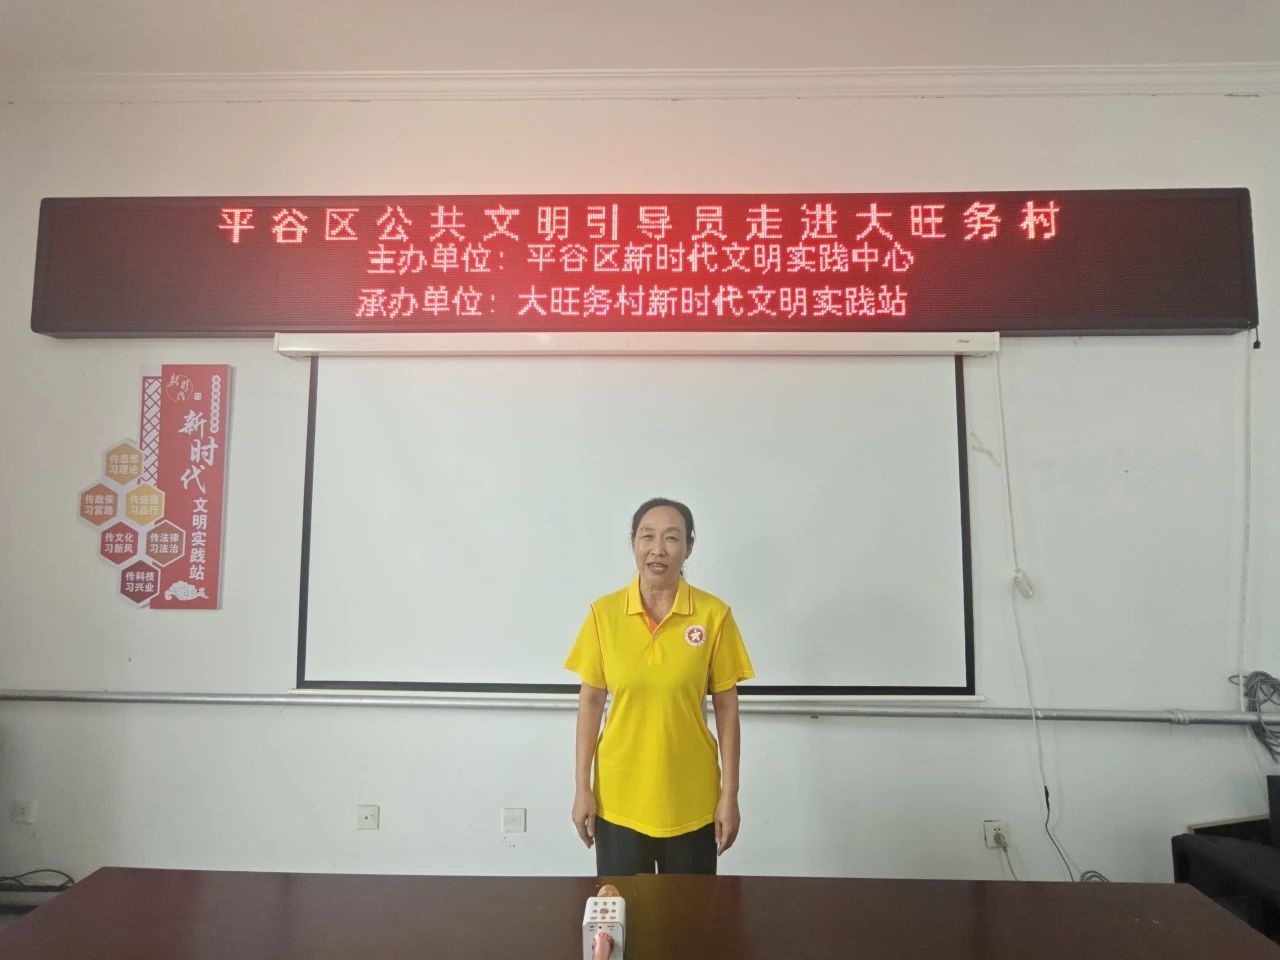 平谷区公共文明引导员走进大旺务村
主办单位：平谷区新时代文明实践中心
承办单位：大旺务村新时代文明实践站
新时代
新时代
文明实践站
传思想
习理论
传政策
习富路
传道德
习品行
传文化
习新风
传法律
习法治
传科技
习兴业